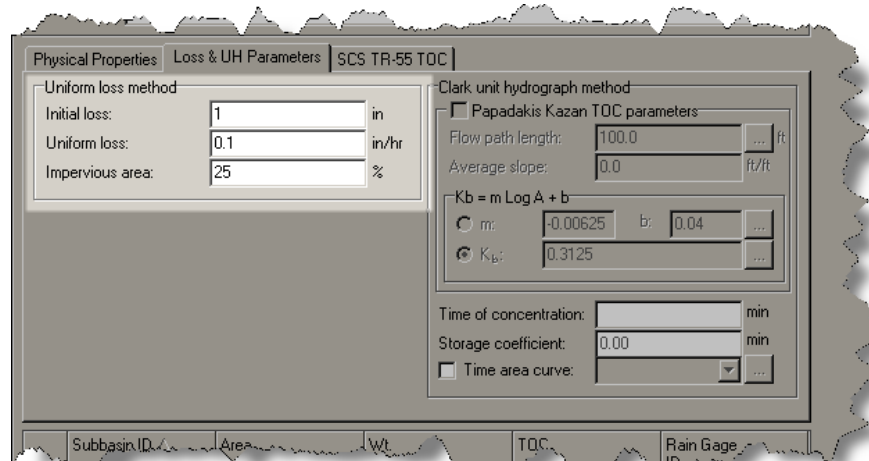 Physical Properties Loss & UH Parameters SCS TR-55 TOC
Uniform loss method
Initial loss: 1 in
Uniform loss: 0.1 in/hr
Impervious area: 25 %
Clark unit hydrograph method
Papadakis Kazan TOC parameters
Flow path length: 100.0 ... ft
Average slope: 0.0 ft/ft
Kb = m Log A + b
m: -0.00625 b: 0.04 ...
Kb: 0.3125 ...
Time of concentration: min
Storage coefficient: 0.00 min
Time area curve: ...
Subbasin ID Area Wt. TOC Rain Gage
ID